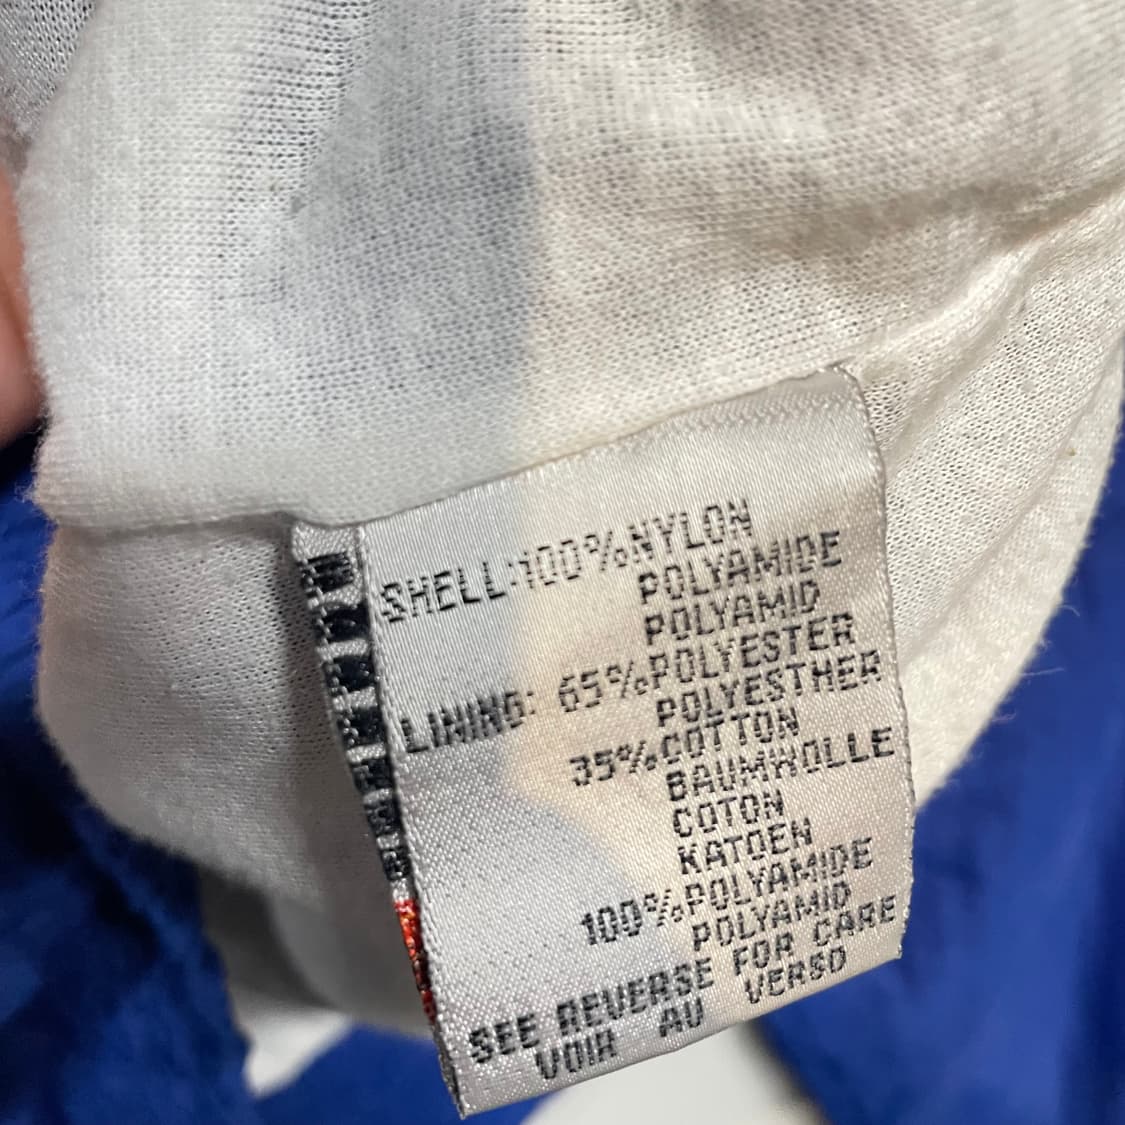 SHELL:100%NYLON
POLYAMIDE
POLYAMID
LINING: 65%POLYESTER
POLYESTHER
35%COTTON
BAUMWOLLE
COTON
KATOEN
100%POLYAMIDE
POLYAMID
SEE REVERSE FOR CARE
VOIR AU VERSO